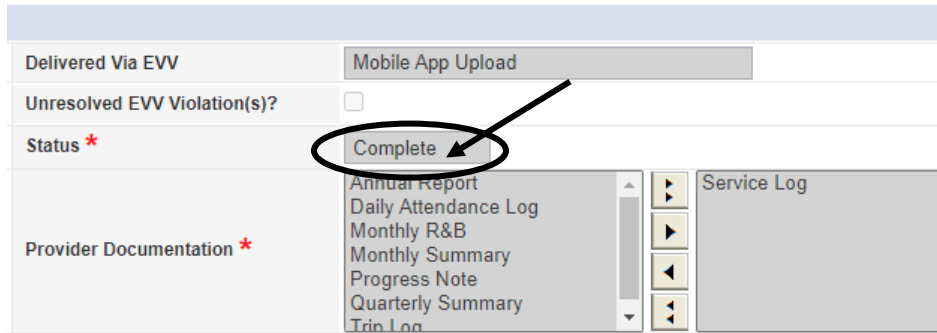 Delivered Via EVV
Mobile App Upload
Unresolved EVV Violation(s)?
Status *
Complete
Provider Documentation *
Annual Report
Daily Attendance Log
Monthly R&B
Monthly Summary
Progress Note
Quarterly Summary
Trip Log
Service Log